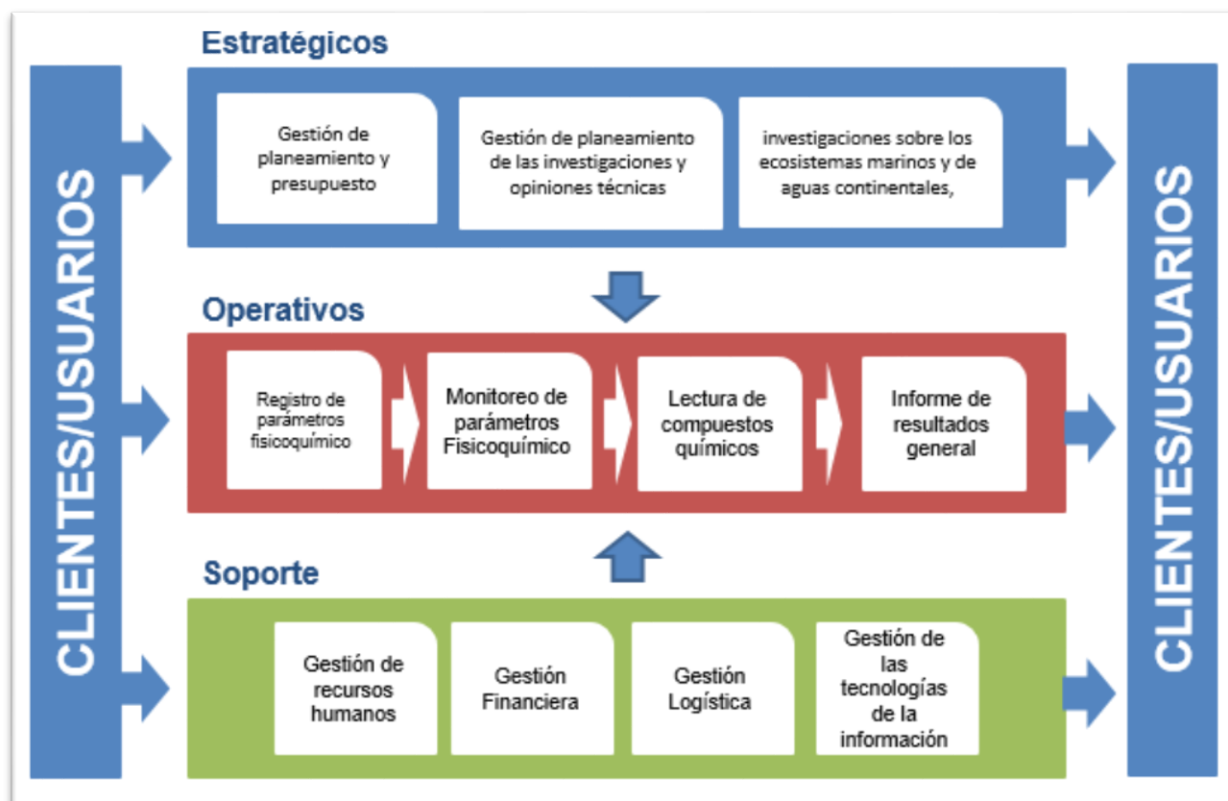 CLIENTES/USUARIOS
Estratégicos
Gestión de
planeamiento y
presupuesto
Gestión de planeamiento
de las investigaciones y
opiniones técnicas
investigaciones sobre los
ecosistemas marinos y de
aguas continentales,
Operativos
Registro de
parámetros
fisicoquímico
Monitoreo de
parámetros
Fisicoquímico
Lectura de
compuestos
químicos
Informe de
resultados
general
Soporte
Gestión de
recursos
humanos
Gestión
Financiera
Gestión
Logística
Gestión de
las
tecnologías
de la
información
CLIENTES/USUARIOS